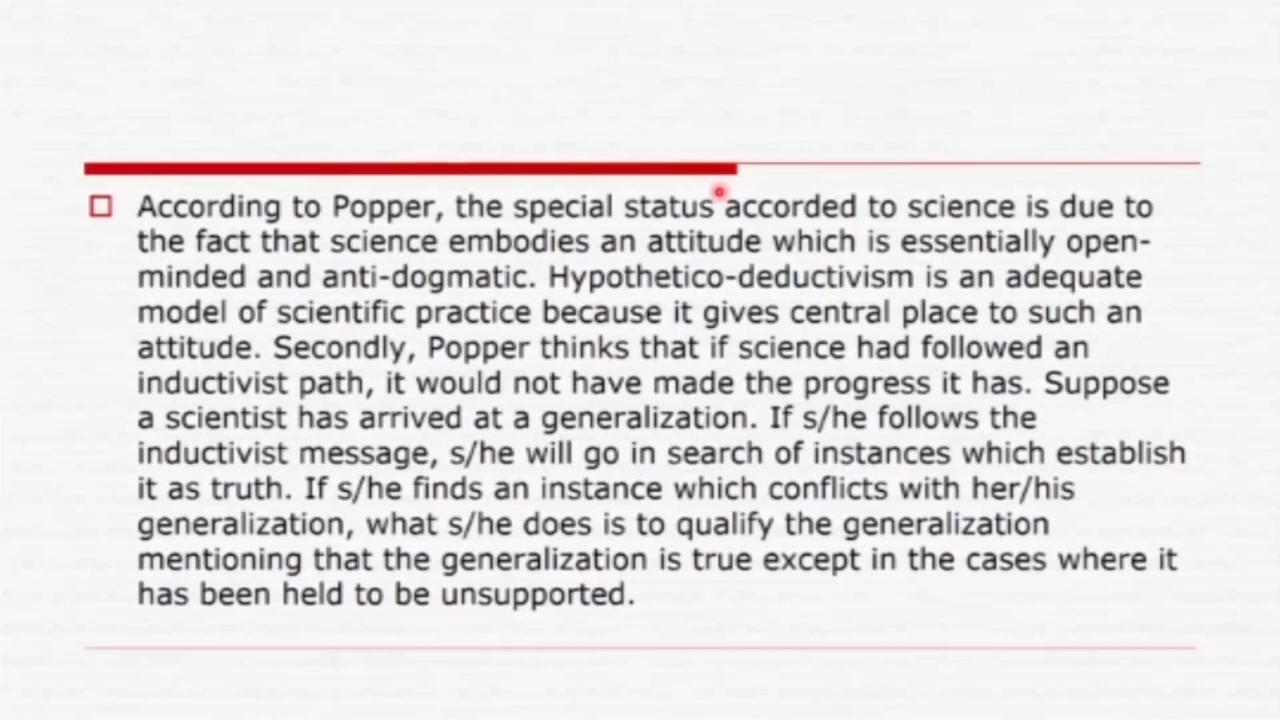 According to Popper, the special status accorded to science is due to
the fact that science embodies an attitude which is essentially open-
minded and anti-dogmatic. Hypothetico-deductivism is an adequate
model of scientific practice because it gives central place to such an
attitude. Secondly, Popper thinks that if science had followed an
inductivist path, it would not have made the progress it has. Suppose
a scientist has arrived at a generalization. If s/he follows the
inductivist message, s/he will go in search of instances which establish
it as truth. If s/he finds an instance which conflicts with her/his
generalization, what s/he does is to qualify the generalization
mentioning that the generalization is true except in the cases where it
has been held to be unsupported.